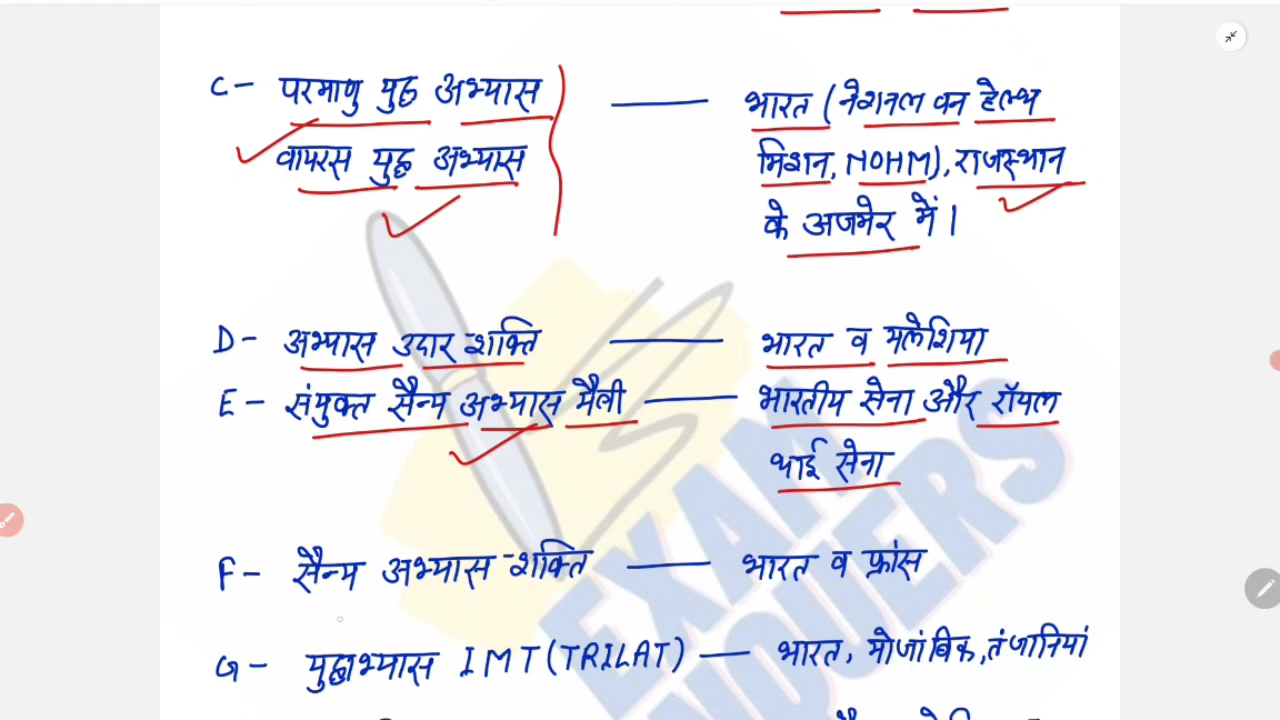 C- परमाणु युद्ध अभ्यास — भारत (नेशनल वन हेल्थ
वायरस युद्ध अभ्यास मिशन, NOHM), राजस्थान
के अजमेर में।
D- अभ्यास उदार शक्ति — भारत व मलेशिया
E- संयुक्त सैन्य अभ्यास मैत्री — भारतीय सेना और रॉयल
थाई सेना
F- सैन्य अभ्यास शक्ति — भारत व फ्रांस
G- युद्धाभ्यास IMT(TRILAT) — भारत, मोजांबिक, तंजानियां
EXAM